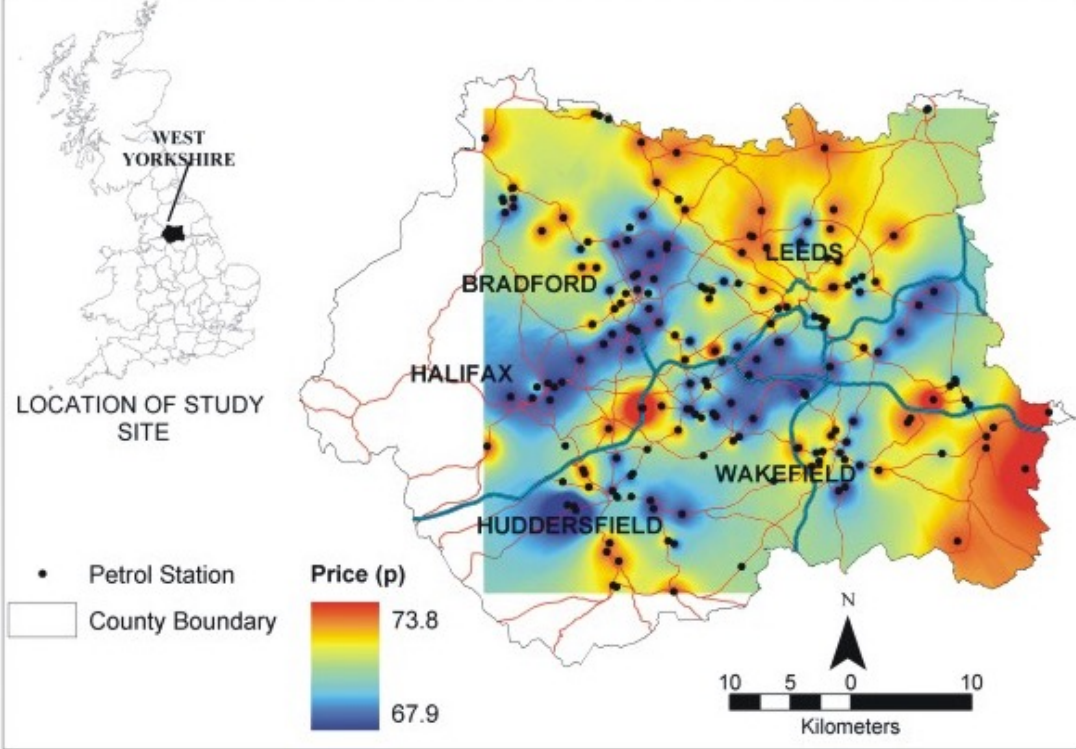 WEST
YORKSHIRE
LOCATION OF STUDY
SITE
LEEDS
BRADFORD
HALIFAX
WAKEFIELD
HUDDERSFIELD
Petrol Station
County Boundary
Price (p)
73.8
67.9
N
10 5 0 10
Kilometers